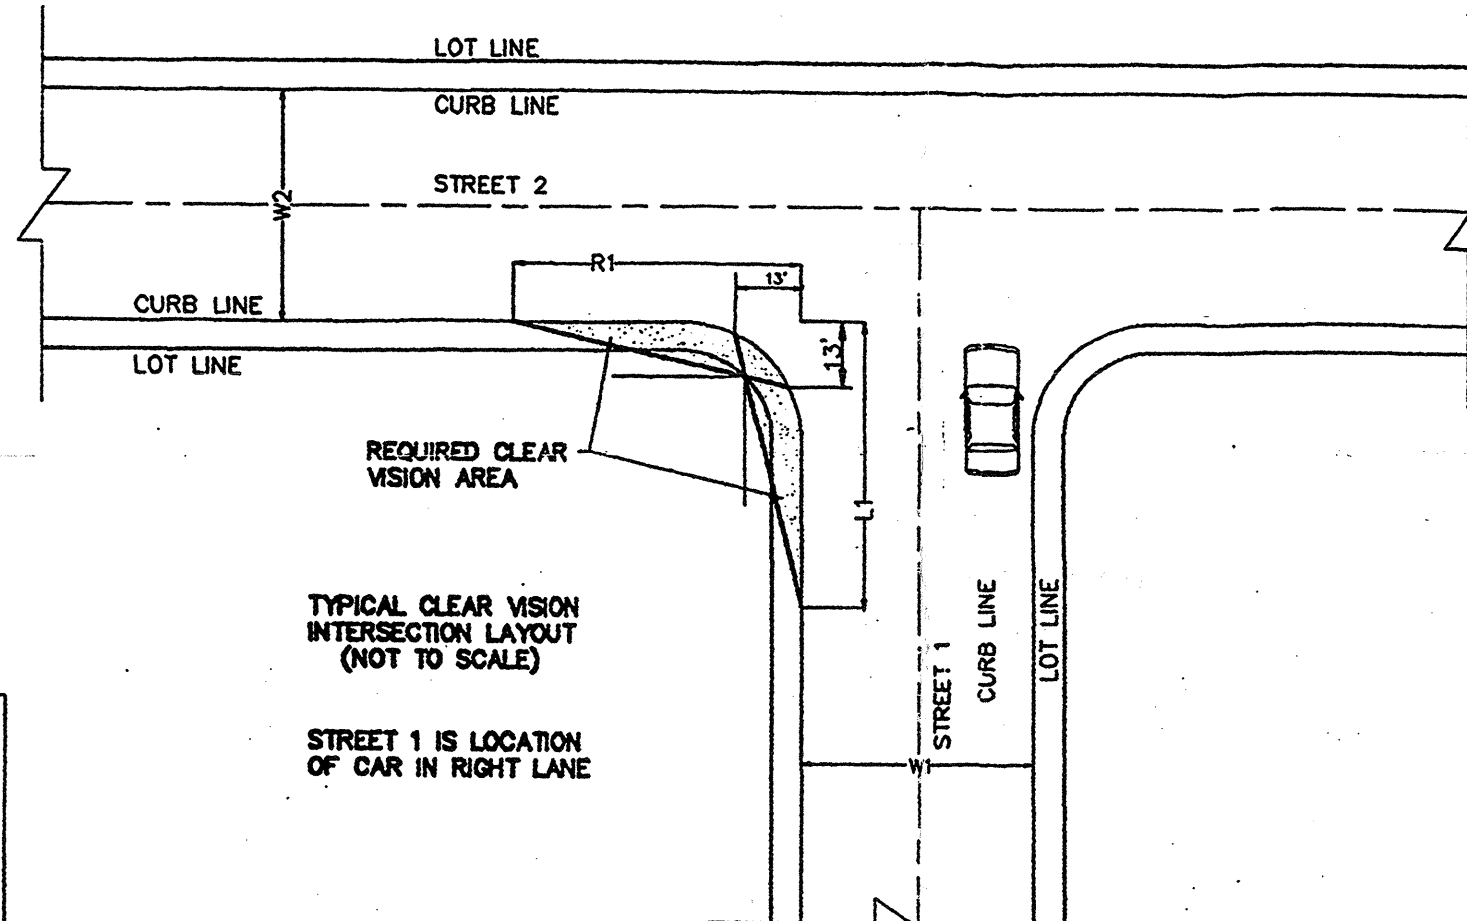 LOT LINE
CURB LINE
STREET 2
W2
R1
13'
CURB LINE
LOT LINE
13'
REQUIRED CLEAR
VISION AREA
L1
TYPICAL CLEAR VISION
INTERSECTION LAYOUT
(NOT TO SCALE)
STREET 1
CURB LINE
LOT LINE
STREET 1 IS LOCATION
OF CAR IN RIGHT LANE
W1